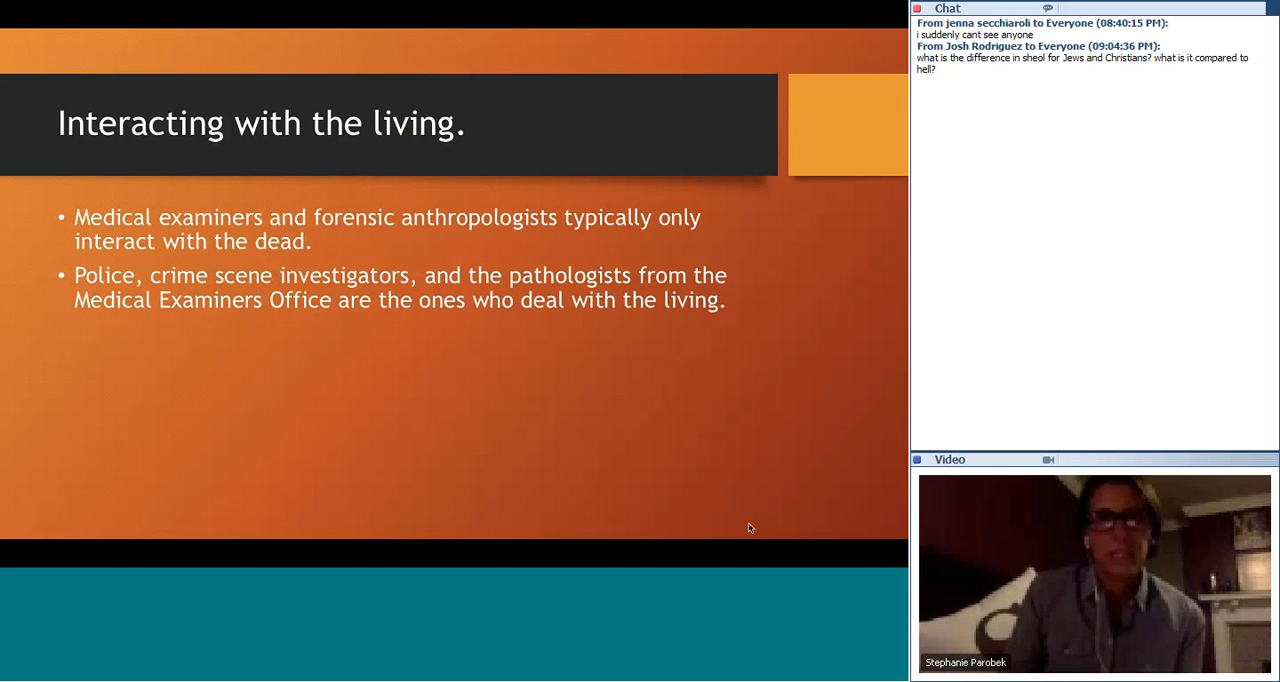 Interacting with the living.
• Medical examiners and forensic anthropologists typically only
interact with the dead.
• Police, crime scene investigators, and the pathologists from the
Medical Examiners Office are the ones who deal with the living.
Chat
From jenna secchiaroli to Everyone (08:40:15 PM):
i suddenly cant see anyone
From Josh Rodriguez to Everyone (09:04:36 PM):
what is the difference in sheol for Jews and Christians? what is it compared to
hell?
Video
Stephanie Parobek